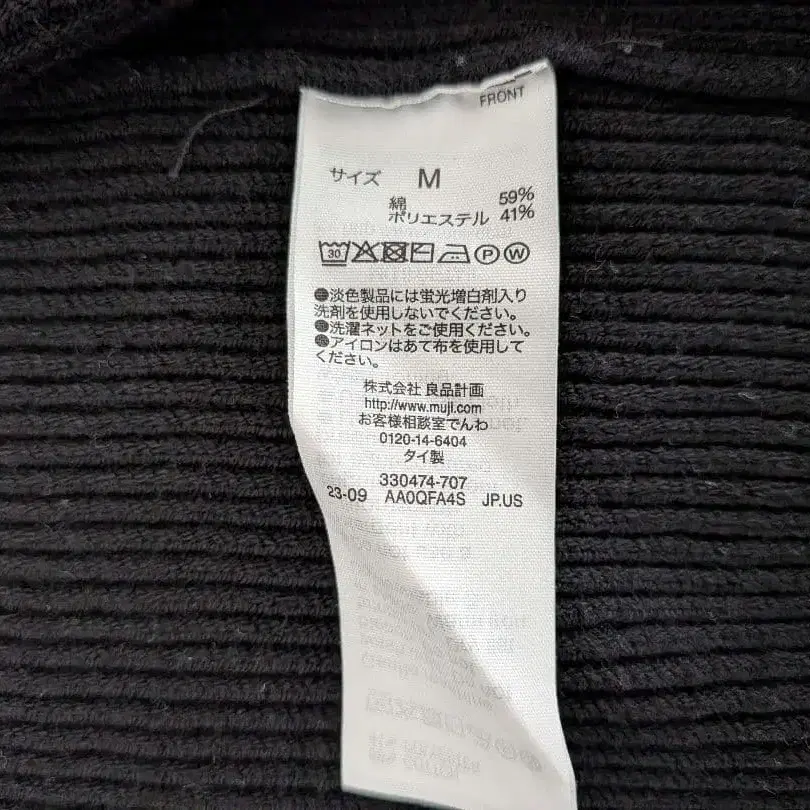 FRONT
サイズ M
綿 59%
ポリエステル 41%
30 P W
●淡色製品には蛍光増白剤入り
洗剤を使用しないでください。
●洗濯ネットをご使用ください。
●アイロンはあて布を使用して
ください。
株式会社 良品計画
http://www.muji.com
お客様相談室でんわ
0120-14-6404
タイ製
330474-707
23-09 AA0QFA4S JP.US